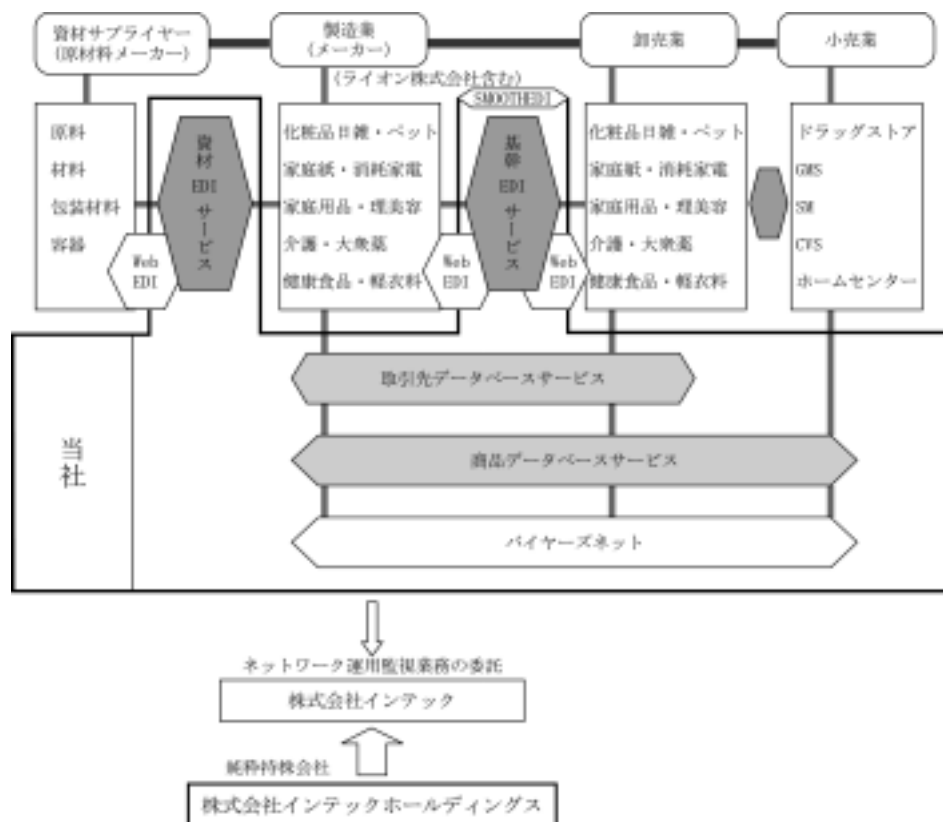 資材サプライヤー
(原材料メーカー)
製造業
(メーカー)
卸売業
小売業
(ライオン株式会社含む)
SMOOTHEDI
原料
材料
包装材料
容器
Web
EDI
資材
EDI
サービス
化粧品日雑・ペット
家庭紙・消耗家電
家庭用品・理美容
介護・大衆薬
健康食品・軽衣料
Web
EDI
基幹
EDI
サービス
Web
EDI
化粧品日雑・ペット
家庭紙・消耗家電
家庭用品・理美容
介護・大衆薬
健康食品・軽衣料
ドラッグストア
GMS
SM
CVS
ホームセンター
当社
取引先データベースサービス
商品データベースサービス
バイヤーズネット
ネットワーク運用監視業務の委託
株式会社インテック
純粋持株会社
株式会社インテックホールディングス